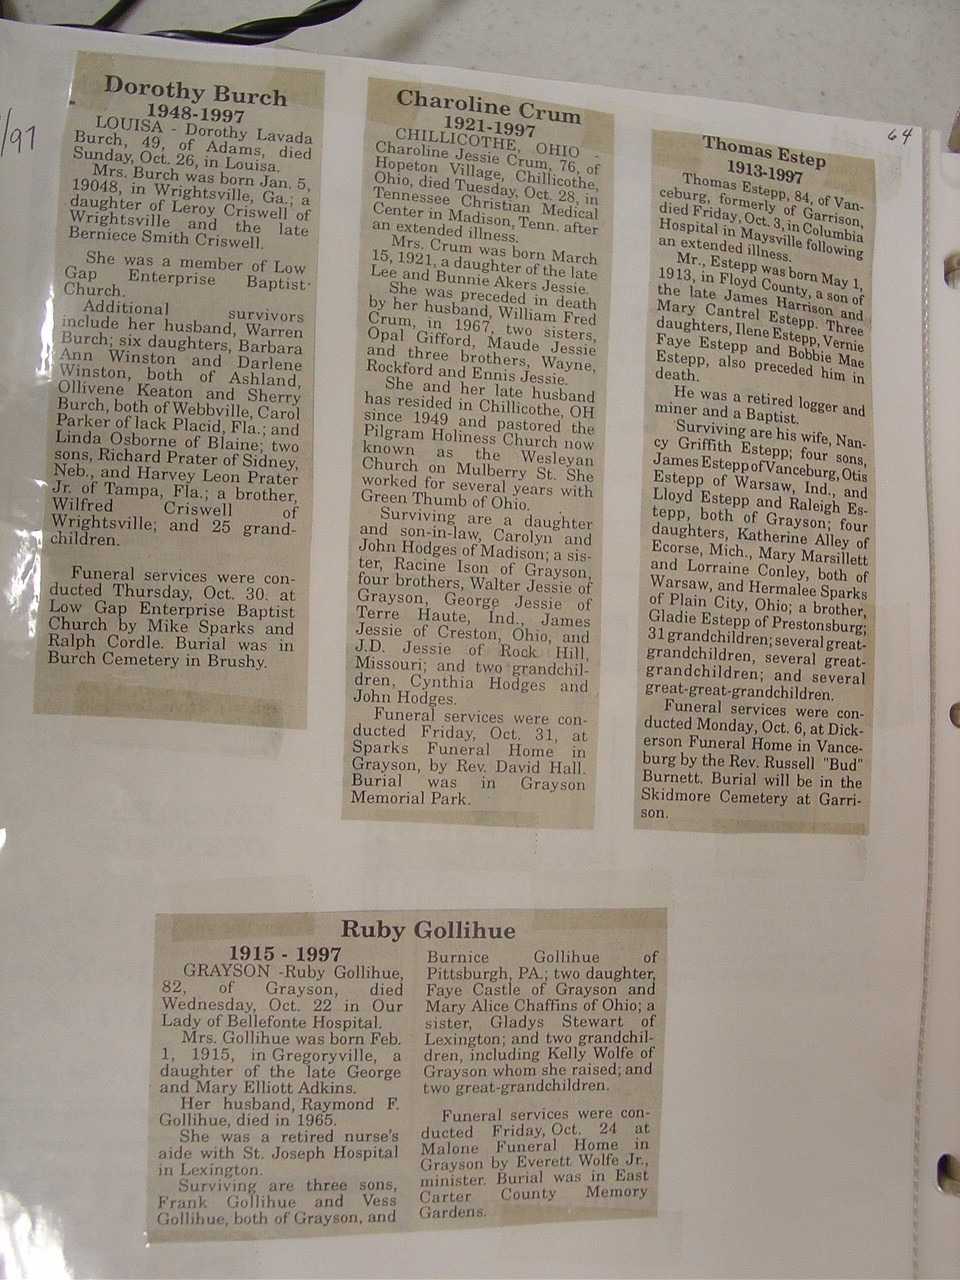 /97
64
Dorothy Burch
1948-1997
LOUISA - Dorothy Lavada
Burch, 49, of Adams, died
Sunday, Oct. 26, in Louisa.
Mrs. Burch was born Jan. 5,
19048, in Wrightsville, Ga.; a
daughter of Leroy Criswell of
Wrightsville and the late
Berniece Smith Criswell.
She was a member of Low
Gap Enterprise Baptist
Church.
Additional survivors
include her husband, Warren
Burch; six daughters, Barbara
Ann Winston and Darlene
Winston, both of Ashland,
Ollivene Keaton and Sherry
Burch, both of Webbville, Carol
Parker of lack Placid, Fla.; and
Linda Osborne of Blaine; two
sons, Richard Prater of Sidney,
Neb., and Harvey Leon Prater
Jr. of Tampa, Fla.; a brother,
Wilfred Criswell of
Wrightsville; and 25 grand-
children.
Funeral services were con-
ducted Thursday, Oct. 30. at
Low Gap Enterprise Baptist
Church by Mike Sparks and
Ralph Cordle. Burial was in
Burch Cemetery in Brushy.
Charoline Crum
1921-1997
CHILLICOTHE, OHIO -
Charoline Jessie Crum, 76, of
Hopeton Village, Chillicothe,
Ohio, died Tuesday, Oct. 28, in
Tennessee Christian Medical
Center in Madison, Tenn. after
an extended illness.
Mrs. Crum was born March
15, 1921, a daughter of the late
Lee and Bunnie Akers Jessie.
She was preceded in death
by her husband, William Fred
Crum, in 1967, two sisters,
Opal Gifford, Maude Jessie
and three brothers, Wayne,
Rockford and Ennis Jessie.
She and her late husband
has resided in Chillicothe, OH
since 1949 and pastored the
Pilgram Holiness Church now
known as the Wesleyan
Church on Mulberry St. She
worked for several years with
Green Thumb of Ohio.
Surviving are a daughter
and son-in-law, Carolyn and
John Hodges of Madison; a sis-
ter, Racine Ison of Grayson,
four brothers, Walter Jessie of
Grayson, George Jessie of
Terre Haute, Ind., James
Jessie of Creston, Ohio, and
J.D. Jessie of Rock Hill,
Missouri; and two grandchil-
dren, Cynthia Hodges and
John Hodges.
Funeral services were con-
ducted Friday, Oct. 31, at
Sparks Funeral Home in
Grayson, by Rev. David Hall.
Burial was in Grayson
Memorial Park.
Thomas Estep
1913-1997
Thomas Estepp, 84, of Van-
ceburg, formerly of Garrison,
died Friday, Oct. 3, in Columbia
Hospital in Maysville following
an extended illness.
Mr., Estepp was born May 1,
1913, in Floyd County, a son of
the late James Harrison and
Mary Cantrel Estepp. Three
daughters, Ilene Estepp, Vernie
Faye Estepp and Bobbie Mae
Estepp, also preceded him in
death.
He was a retired logger and
miner and a Baptist.
Surviving are his wife, Nan-
cy Griffith Estepp; four sons,
James Estepp of Vanceburg, Otis
Estepp of Warsaw, Ind., and
Lloyd Estepp and Raleigh Es-
tepp, both of Grayson; four
daughters, Katherine Alley of
Ecorse, Mich., Mary Marsillett
and Lorraine Conley, both of
Warsaw, and Hermalee Sparks
of Plain City, Ohio; a brother,
Gladie Estepp of Prestonsburg;
31 grandchildren; several great-
grandchildren, several great-
grandchildren; and several
great-great-grandchildren.
Funeral services were con-
ducted Monday, Oct. 6, at Dick-
erson Funeral Home in Vance-
burg by the Rev. Russell "Bud"
Burnett. Burial will be in the
Skidmore Cemetery at Garri-
son.
Ruby Gollihue
1915 - 1997
GRAYSON -Ruby Gollihue,
82, of Grayson, died
Wednesday, Oct. 22 in Our
Lady of Bellefonte Hospital.
Mrs. Gollihue was born Feb.
1, 1915, in Gregoryville, a
daughter of the late George
and Mary Elliott Adkins.
Her husband, Raymond F.
Gollihue, died in 1965.
She was a retired nurse's
aide with St. Joseph Hospital
in Lexington.
Surviving are three sons,
Frank Gollihue and Vess
Gollihue, both of Grayson, and
Burnice Gollihue of
Pittsburgh, PA.; two daughter,
Faye Castle of Grayson and
Mary Alice Chaffins of Ohio; a
sister, Gladys Stewart of
Lexington; and two grandchil-
dren, including Kelly Wolfe of
Grayson whom she raised; and
two great-grandchildren.
Funeral services were con-
ducted Friday, Oct. 24 at
Malone Funeral Home in
Grayson by Everett Wolfe Jr.,
minister. Burial was in East
Carter County Memory
Gardens.